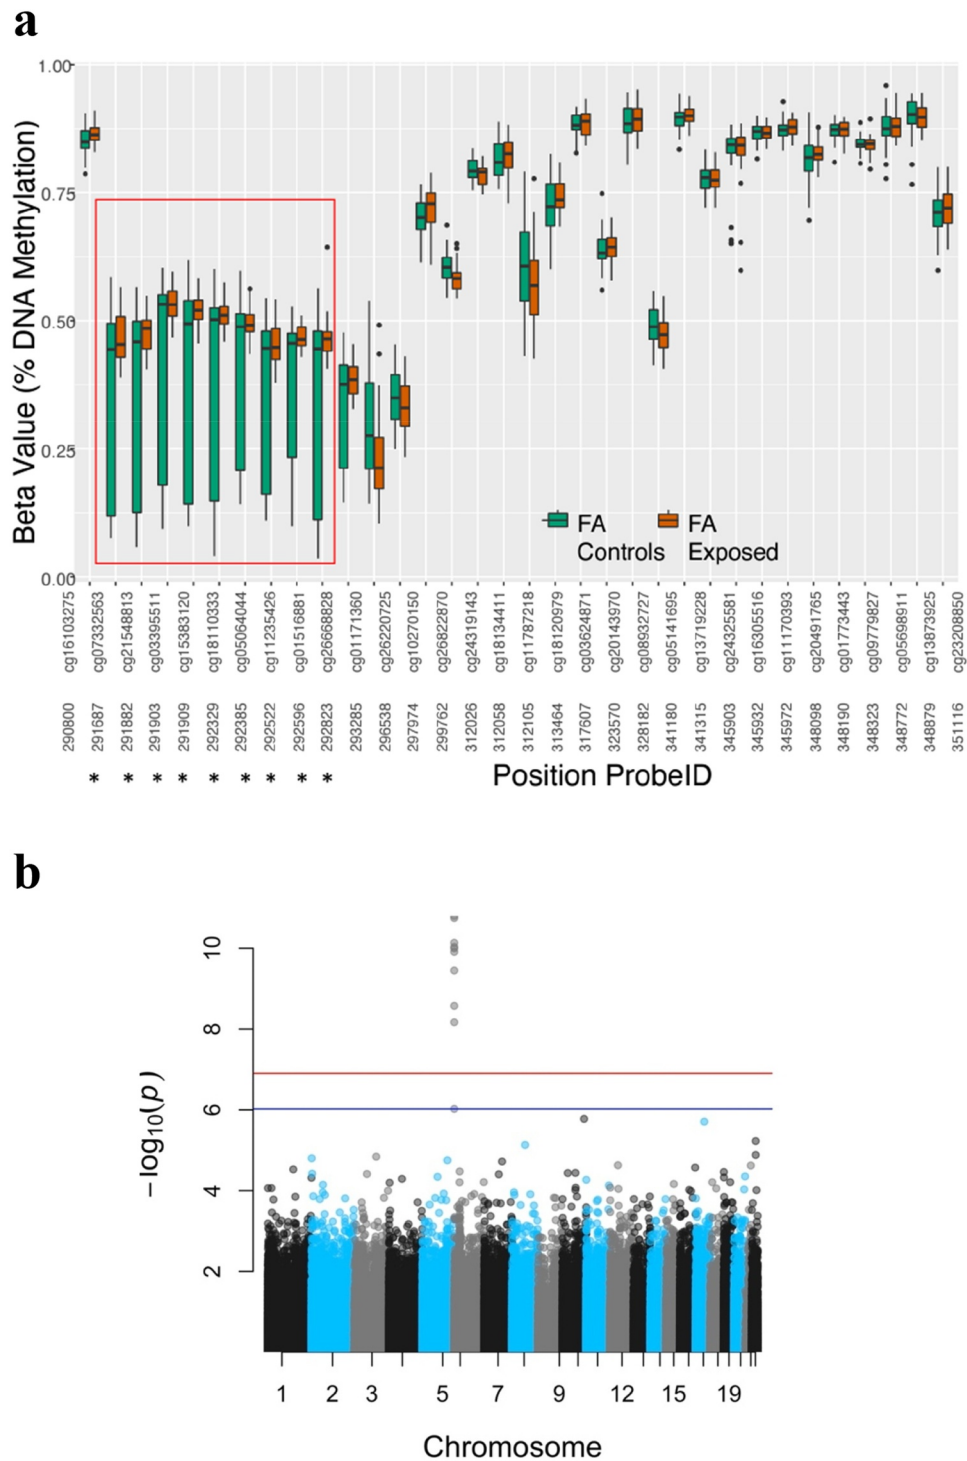 a
1.00
0.75
0.50
0.25
0.00
Beta Value (% DNA Methylation)
FA Controls
FA Exposed
cg16103275
cg07332563
cg21548813
cg03395511
cg15383120
cg18110333
cg05064044
cg11235426
cg01516881
cg26668828
cg01171360
cg26220725
cg10270150
cg26822870
cg24319143
cg18134411
cg11787218
cg18120979
cg03624871
cg20143970
cg08932727
cg05141695
cg13719228
cg24325581
cg16305516
cg11170393
cg20491765
cg01773443
cg09779827
cg05698911
cg13873925
cg23208850
290800
291687
291882
291903
291909
292329
292385
292522
292596
292823
293285
296538
297974
299762
312026
312058
312105
313464
317607
323570
328182
341180
341315
345903
345932
345972
348098
348190
348323
348772
348879
351116
* * * * * * * * *
Position ProbeID
b
10
8
6
4
2
−log10(p)
1 2 3 5 7 9 12 15 19
Chromosome